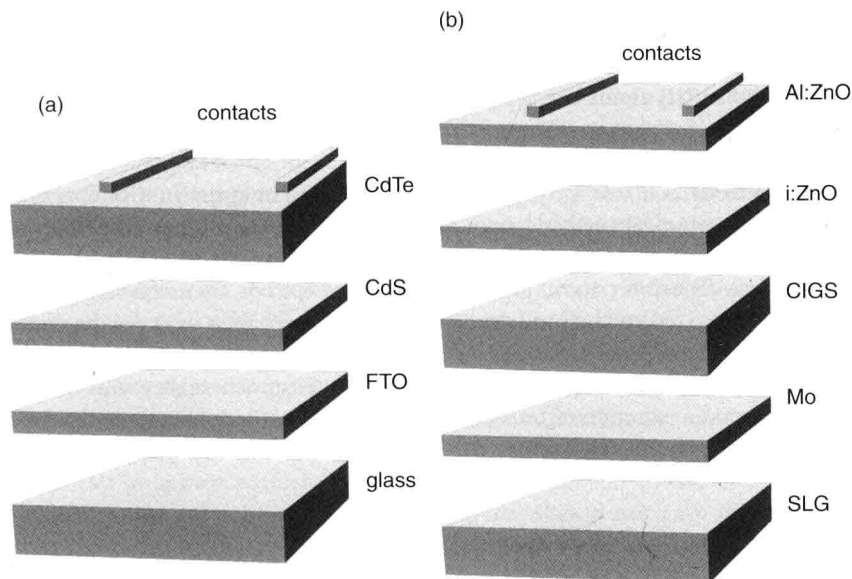 (a)
contacts
CdTe
CdS
FTO
glass
(b)
contacts
Al:ZnO
i:ZnO
CIGS
Mo
SLG